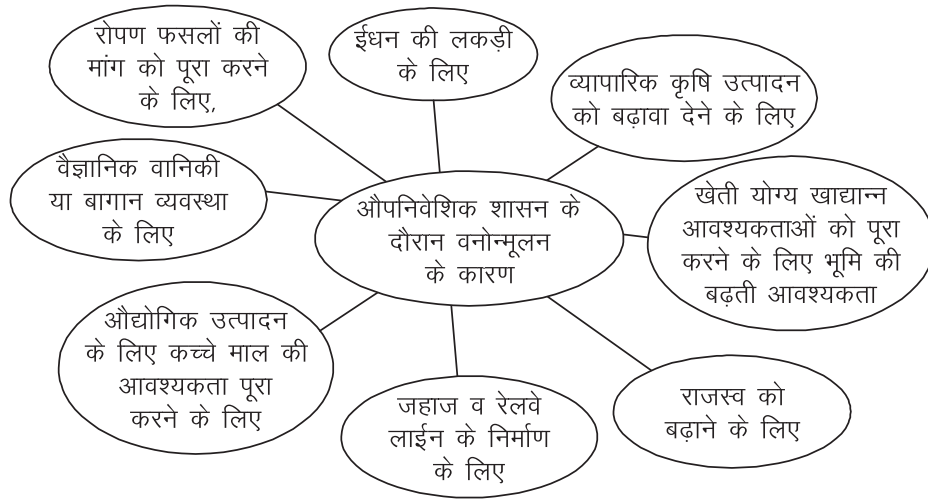 रोपण फसलों की
मांग को पूरा करने
के लिए,
ईधन की लकड़ी
के लिए
व्यापारिक कृषि उत्पादन
को बढ़ावा देने के लिए
वैज्ञानिक वानिकी
या बागान व्यवस्था
के लिए
औपनिवेशिक शासन के
दौरान वनोन्मूलन
के कारण
खेती योग्य खाद्यान्न
आवश्यकताओं को पूरा
करने के लिए भूमि की
बढ़ती आवश्यकता
औद्योगिक उत्पादन
के लिए कच्चे माल की
आवश्यकता पूरा
करने के लिए
जहाज व रेलवे
लाईन के निर्माण
के लिए
राजस्व को
बढ़ाने के लिए